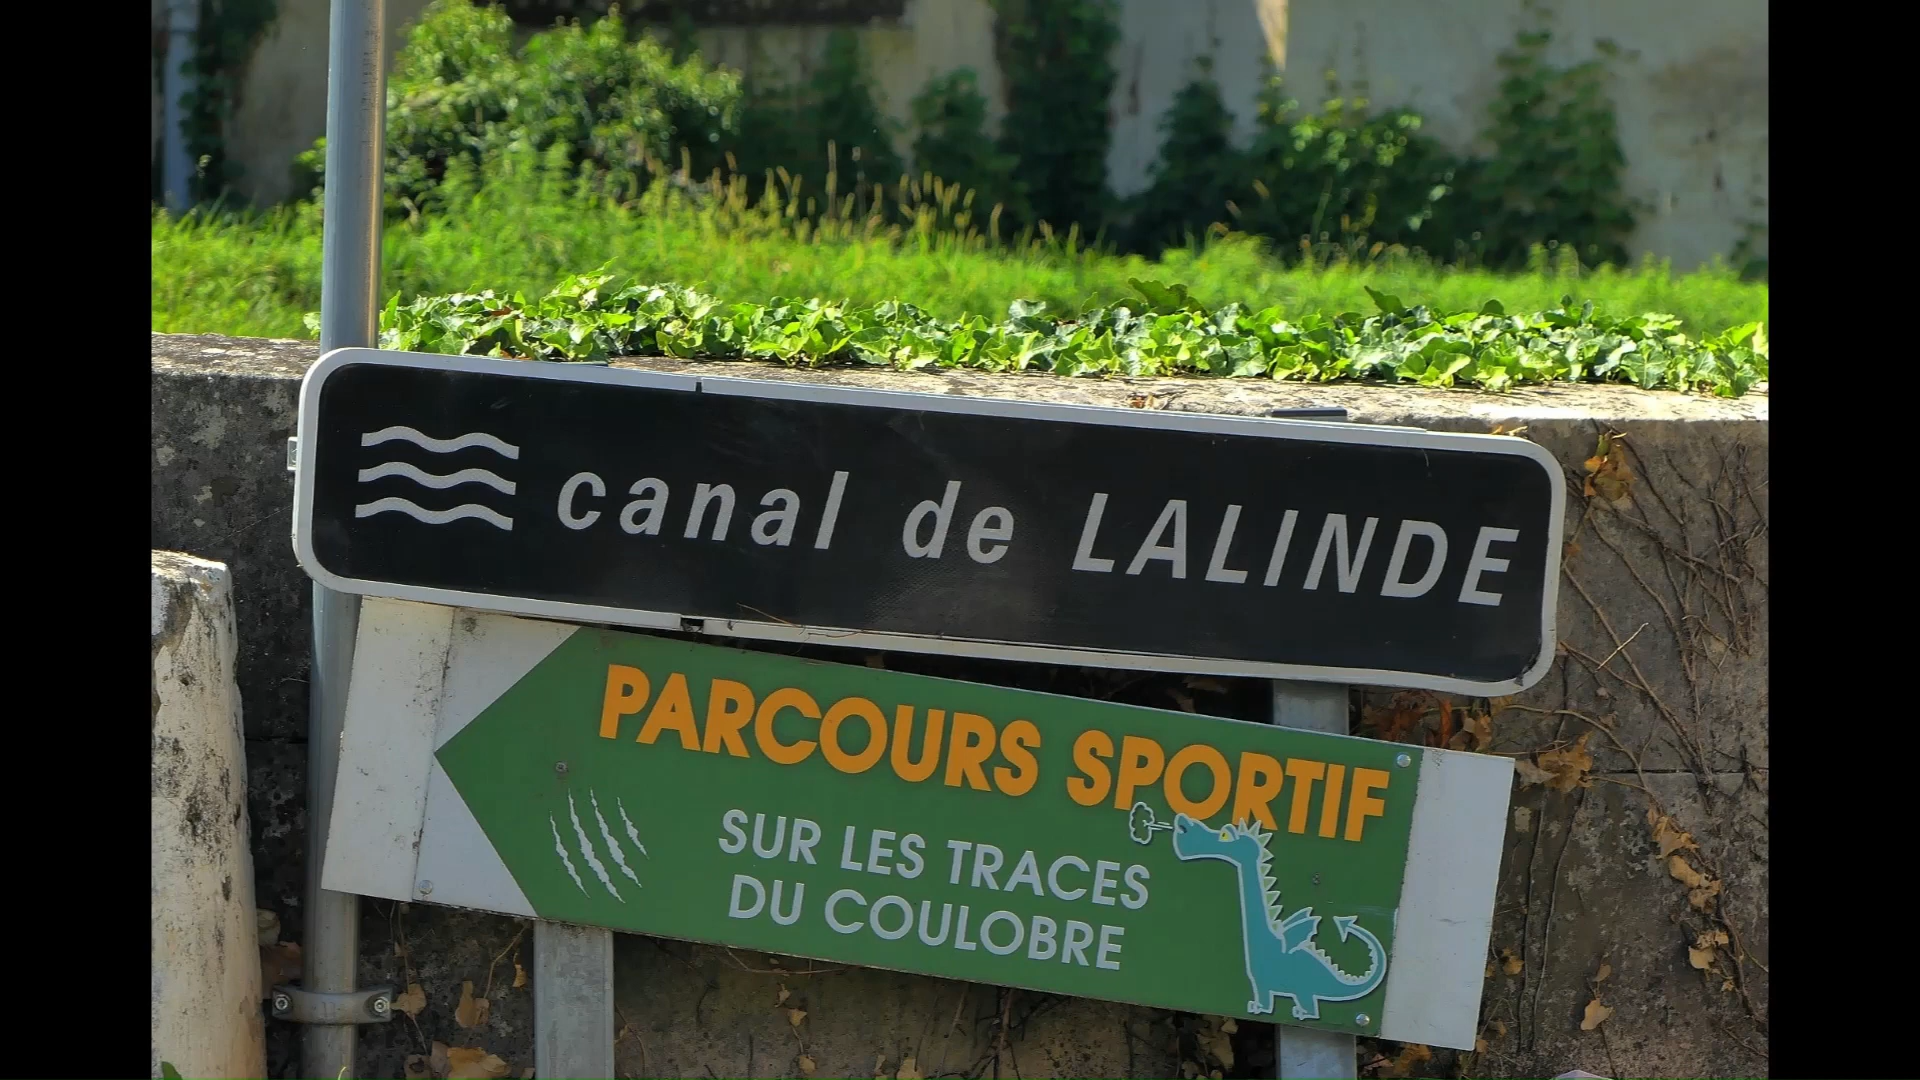 canal de LALINDE
PARCOURS SPORTIF
SUR LES TRACES
DU COULOBRE